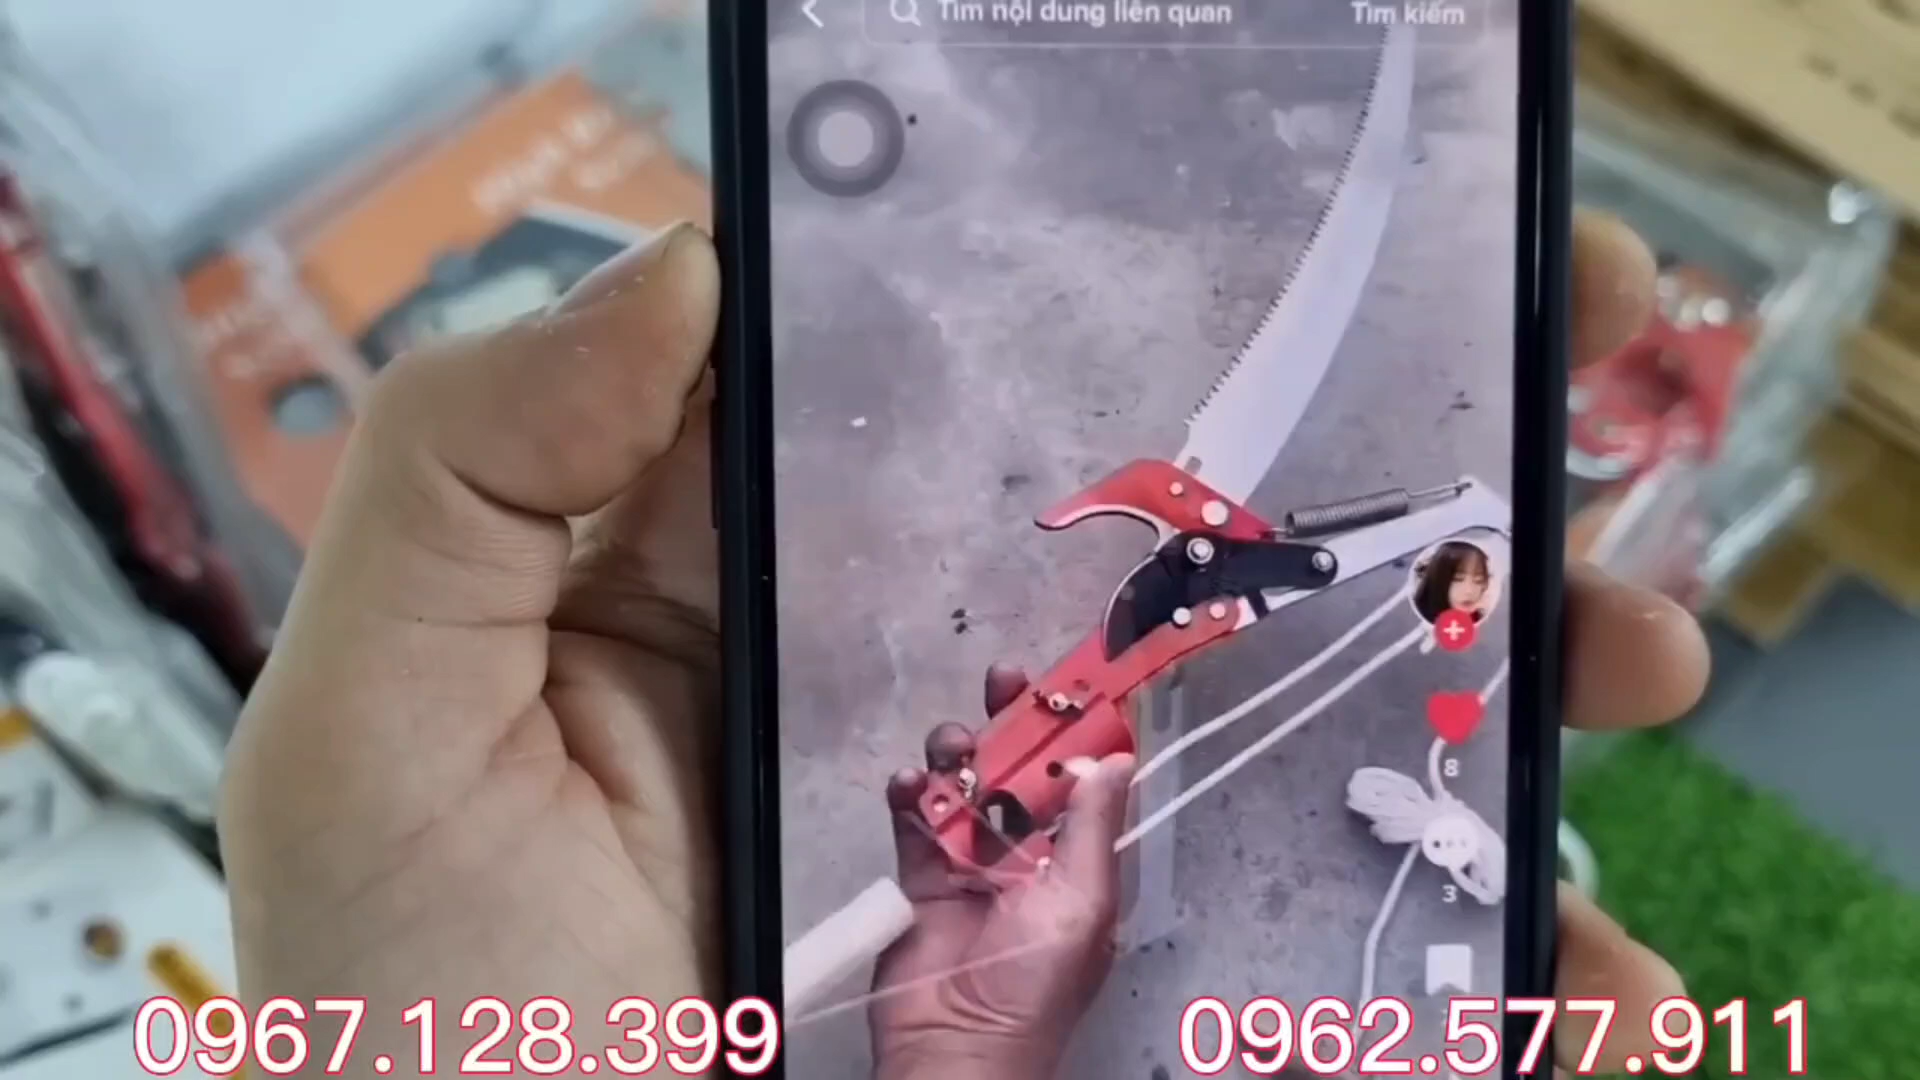 Tìm nội dung liên quan Tìm kiếm
8
3
0967.128.399 0962.577.911